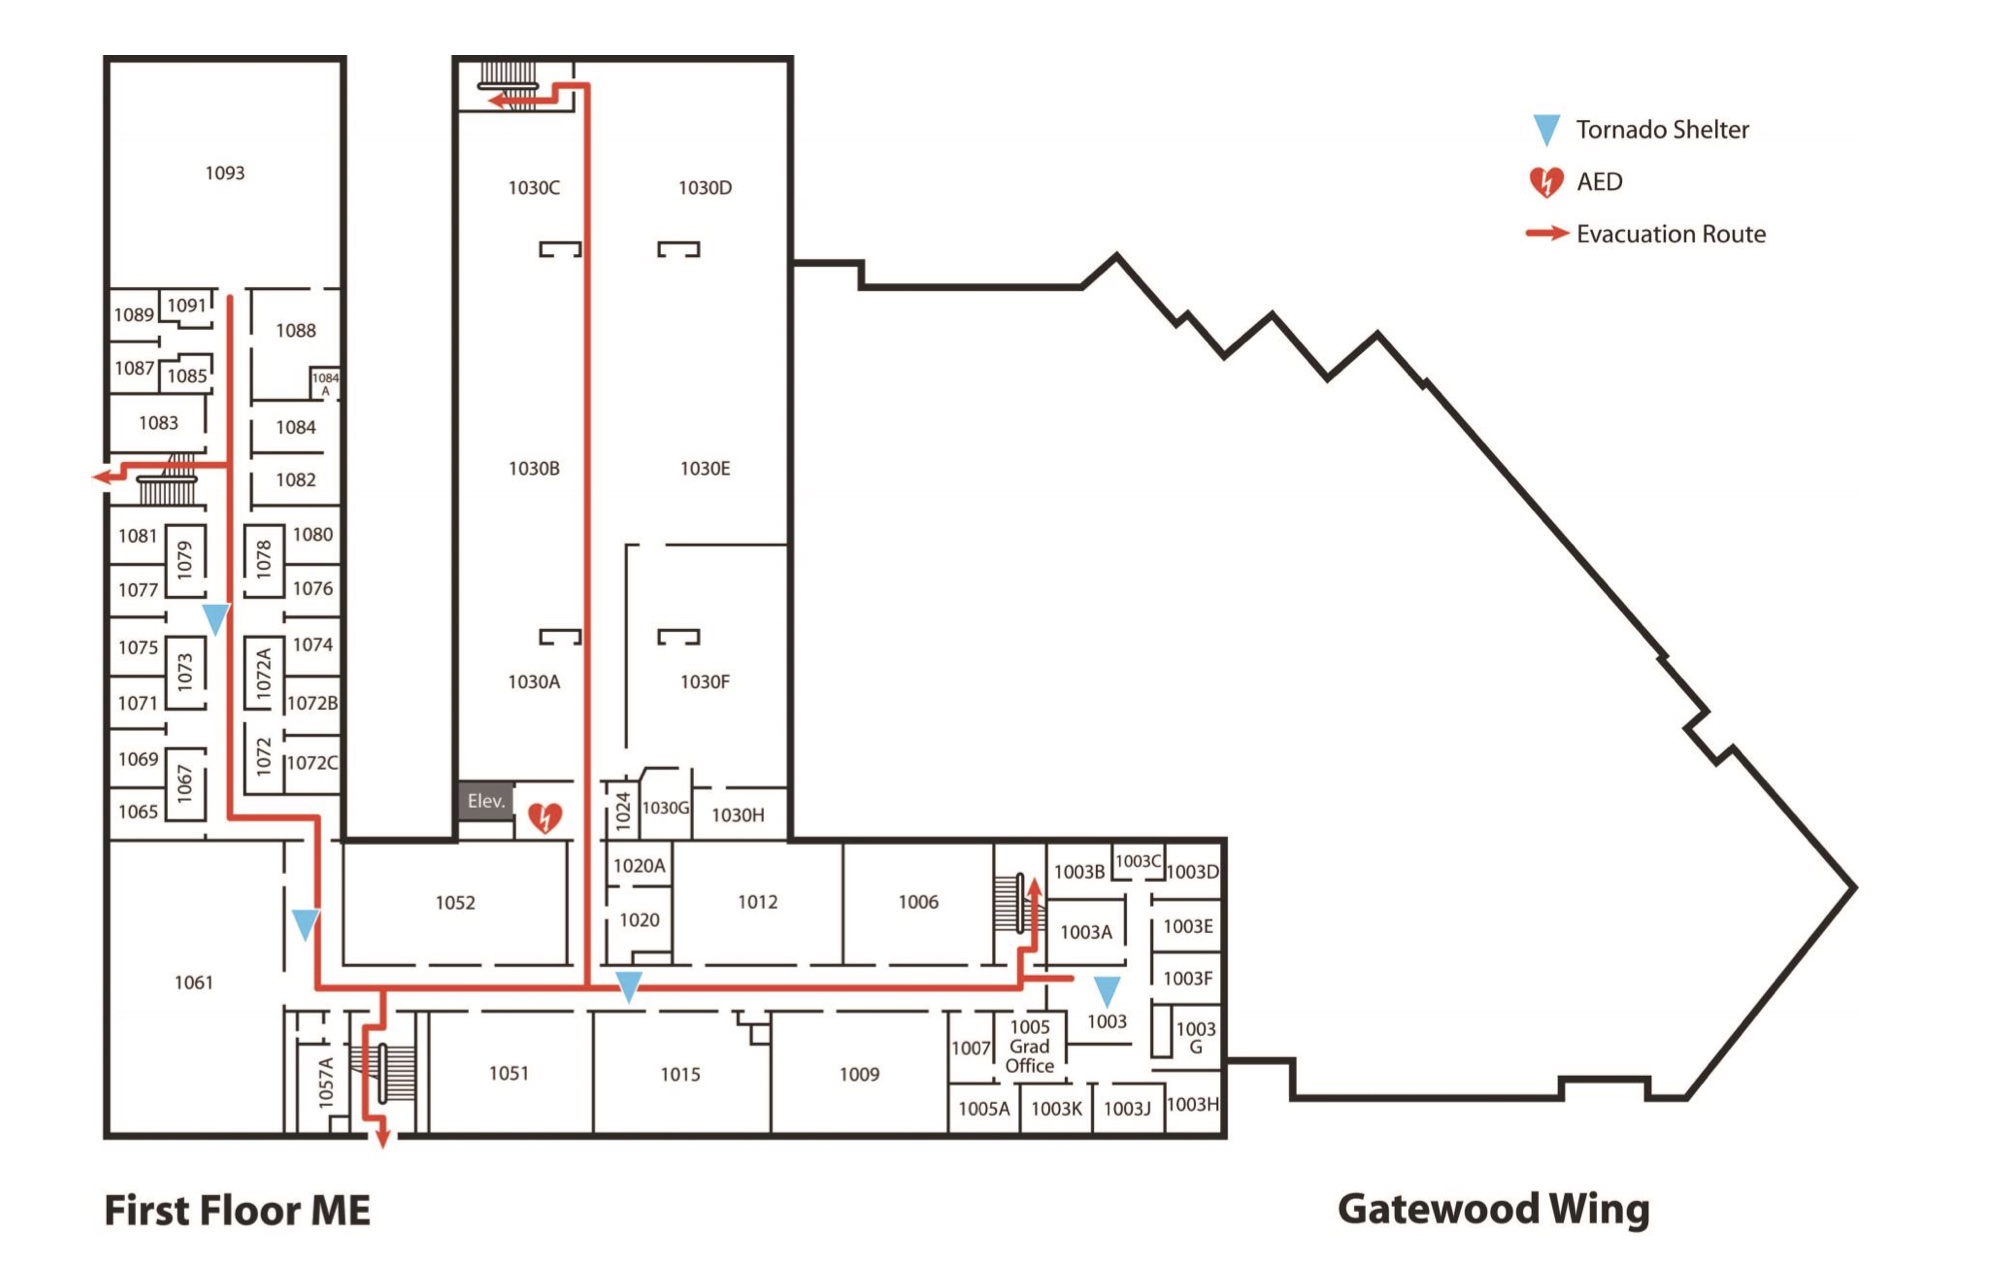 Tornado Shelter
AED
Evacuation Route
1093
1030C
1030D
1089
1091
1088
1087
1085
1084
A
1083
1084
1082
1030B
1030E
1081
1079
1078
1080
1077
1076
1075
1073
1072A
1074
1071
1072B
1030A
1030F
1069
1067
1072
1072C
1065
Elev.
1024
1030G
1030H
1052
1020A
1020
1012
1006
1003B
1003C
1003D
1003A
1003E
1003F
1061
1003
1003
G
1057A
1051
1015
1009
1007
1005
Grad
Office
1005A
1003K
1003J
1003H
First Floor ME
Gatewood Wing